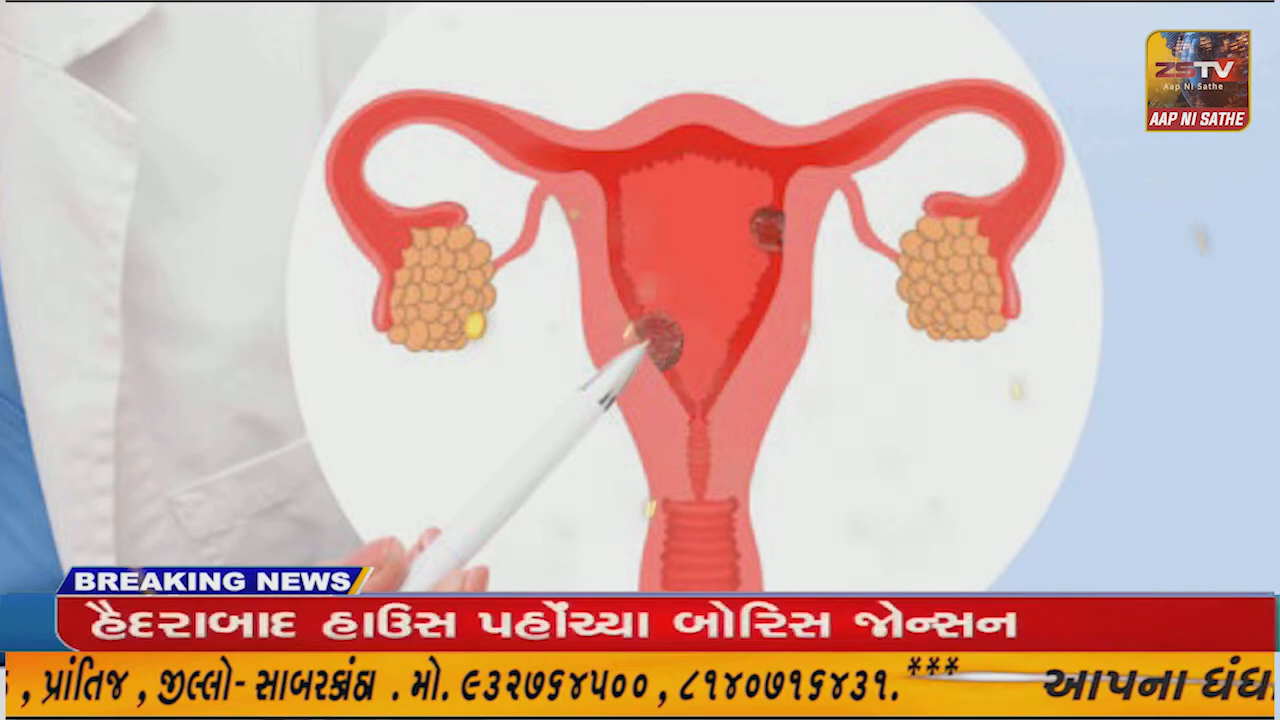 ZSTV
Aap Ni Sathe
AAP NI SATHE
BREAKING NEWS
હૈદરાબાદ હાઉસ પહોંચ્યા બોરિસ જોન્સન
, પ્રાંતિજ , જીલ્લો- સાબરકાંઠા . મો. ૯૩૨૭૬૪૫૦૦ , ૮૧૪૦૭૧૬૪૩૧. *** આપના